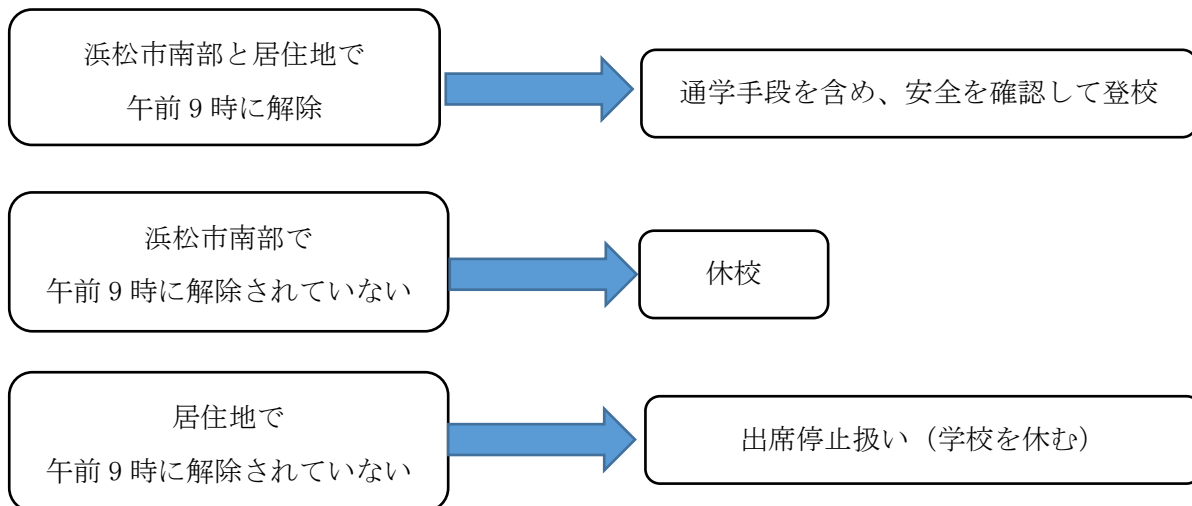 浜松市南部と居住地で
午前9時に解除
通学手段を含め、安全を確認して登校
浜松市南部で
午前9時に解除されていない
休校
居住地で
午前9時に解除されていない
出席停止扱い（学校を休む）